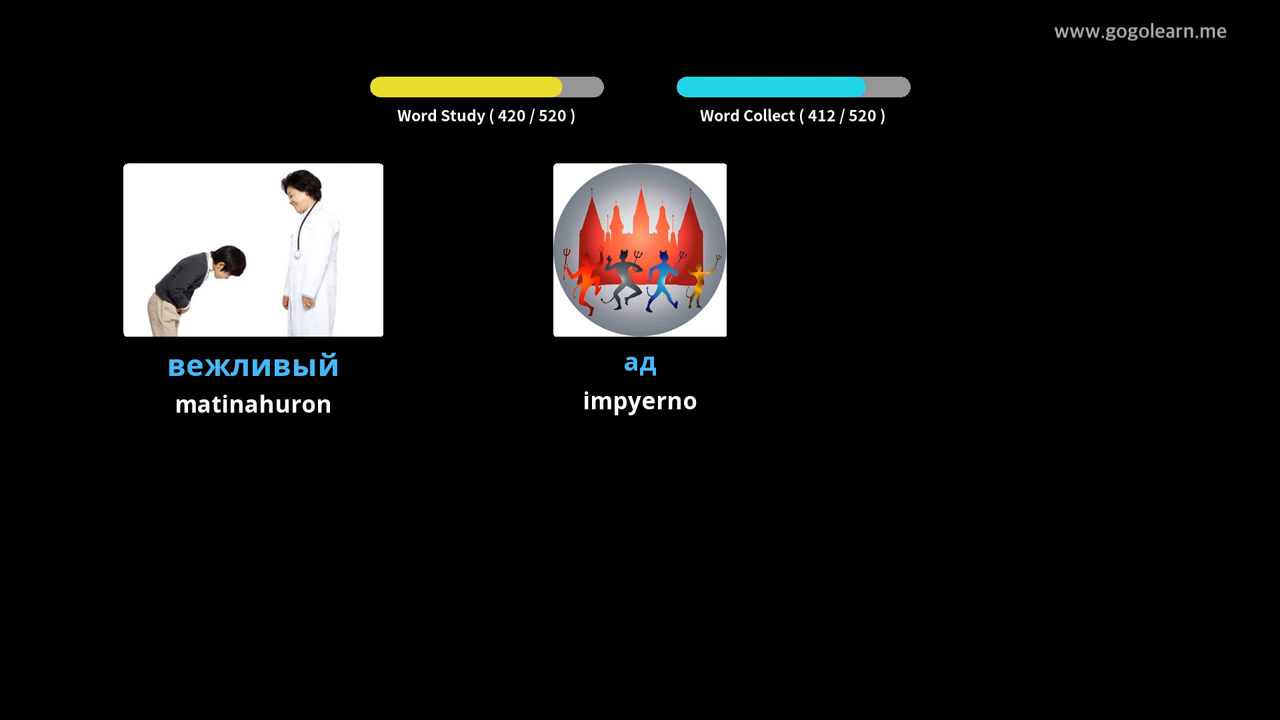 www.gogolearn.me
Word Study ( 420 / 520 )
Word Collect ( 412 / 520 )
вежливый
matinahuron
ад
impyerno